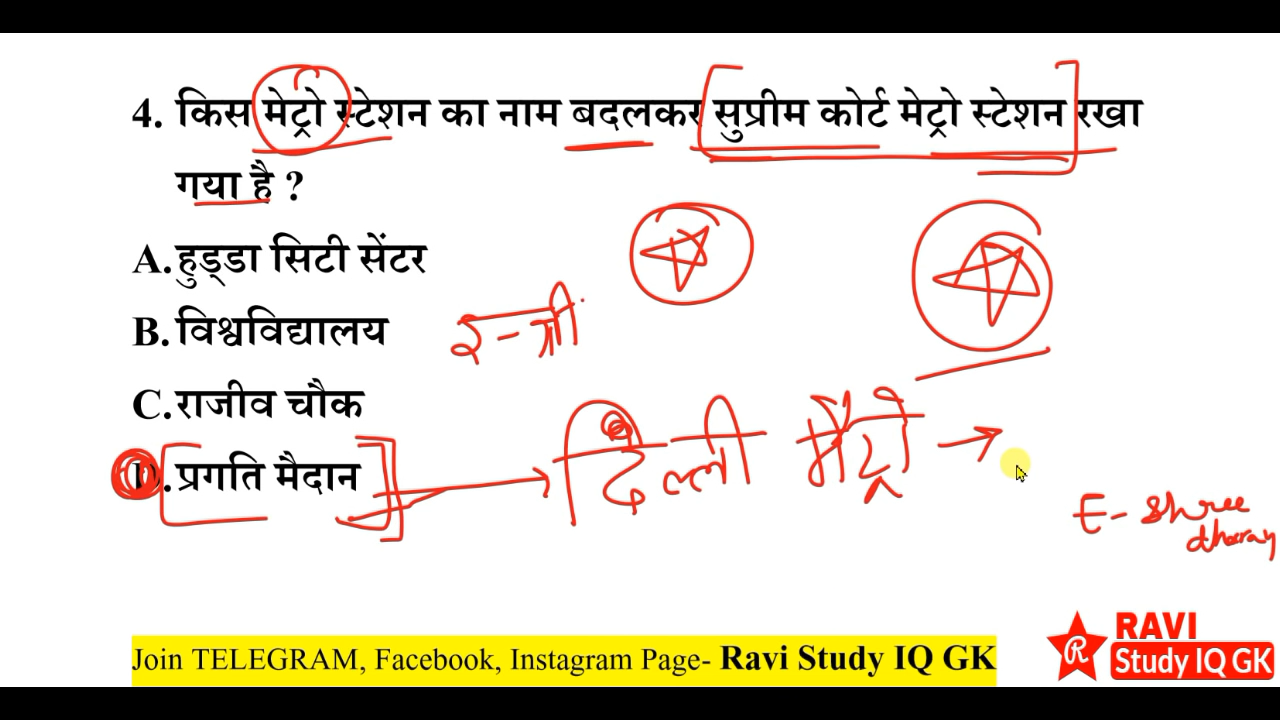 4. किस मेट्रो स्टेशन का नाम बदलकर सुप्रीम कोर्ट मेट्रो स्टेशन रखा
गया है ?
A. हुड्डा सिटी सेंटर
B. विश्वविद्यालय
इ-श्री
C. राजीव चौक
D. प्रगति मैदान
दिल्ली मेट्रो
E- Shree
dharan
Join TELEGRAM, Facebook, Instagram Page- Ravi Study IQ GK
R
RAVI
Study IQ GK